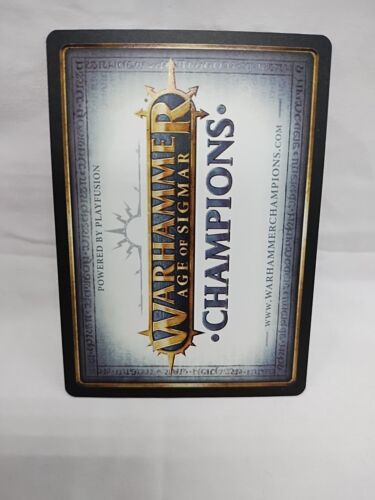 POWERED BY PLAYFUSION
WARHAMMER
AGE OF SIGMAR
•CHAMPIONS•
— WWW.WARHAMMERCHAMPIONS.COM —